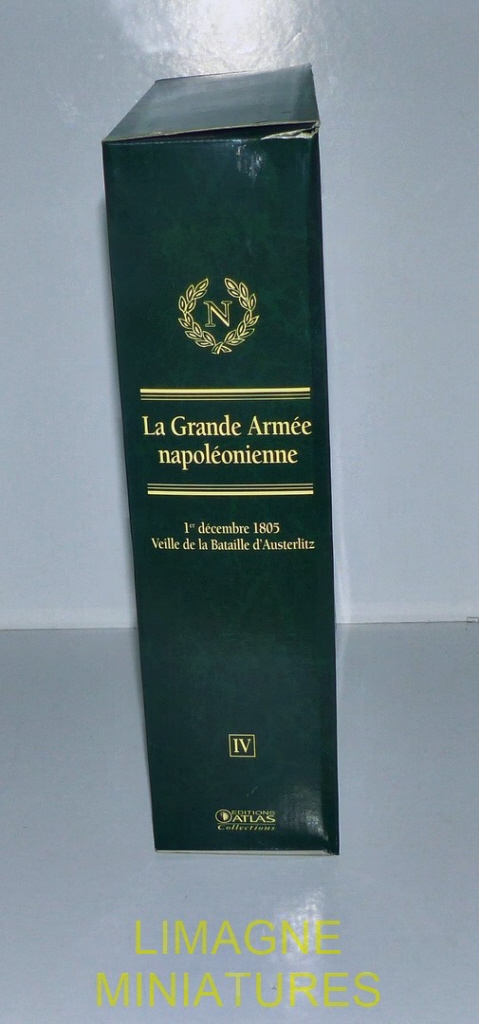 N
La Grande Armée
napoléonienne
1er décembre 1805
Veille de la Bataille d'Austerlitz
IV
EDITIONS
ATLAS
Collections
LIMAGNE
MINIATURES